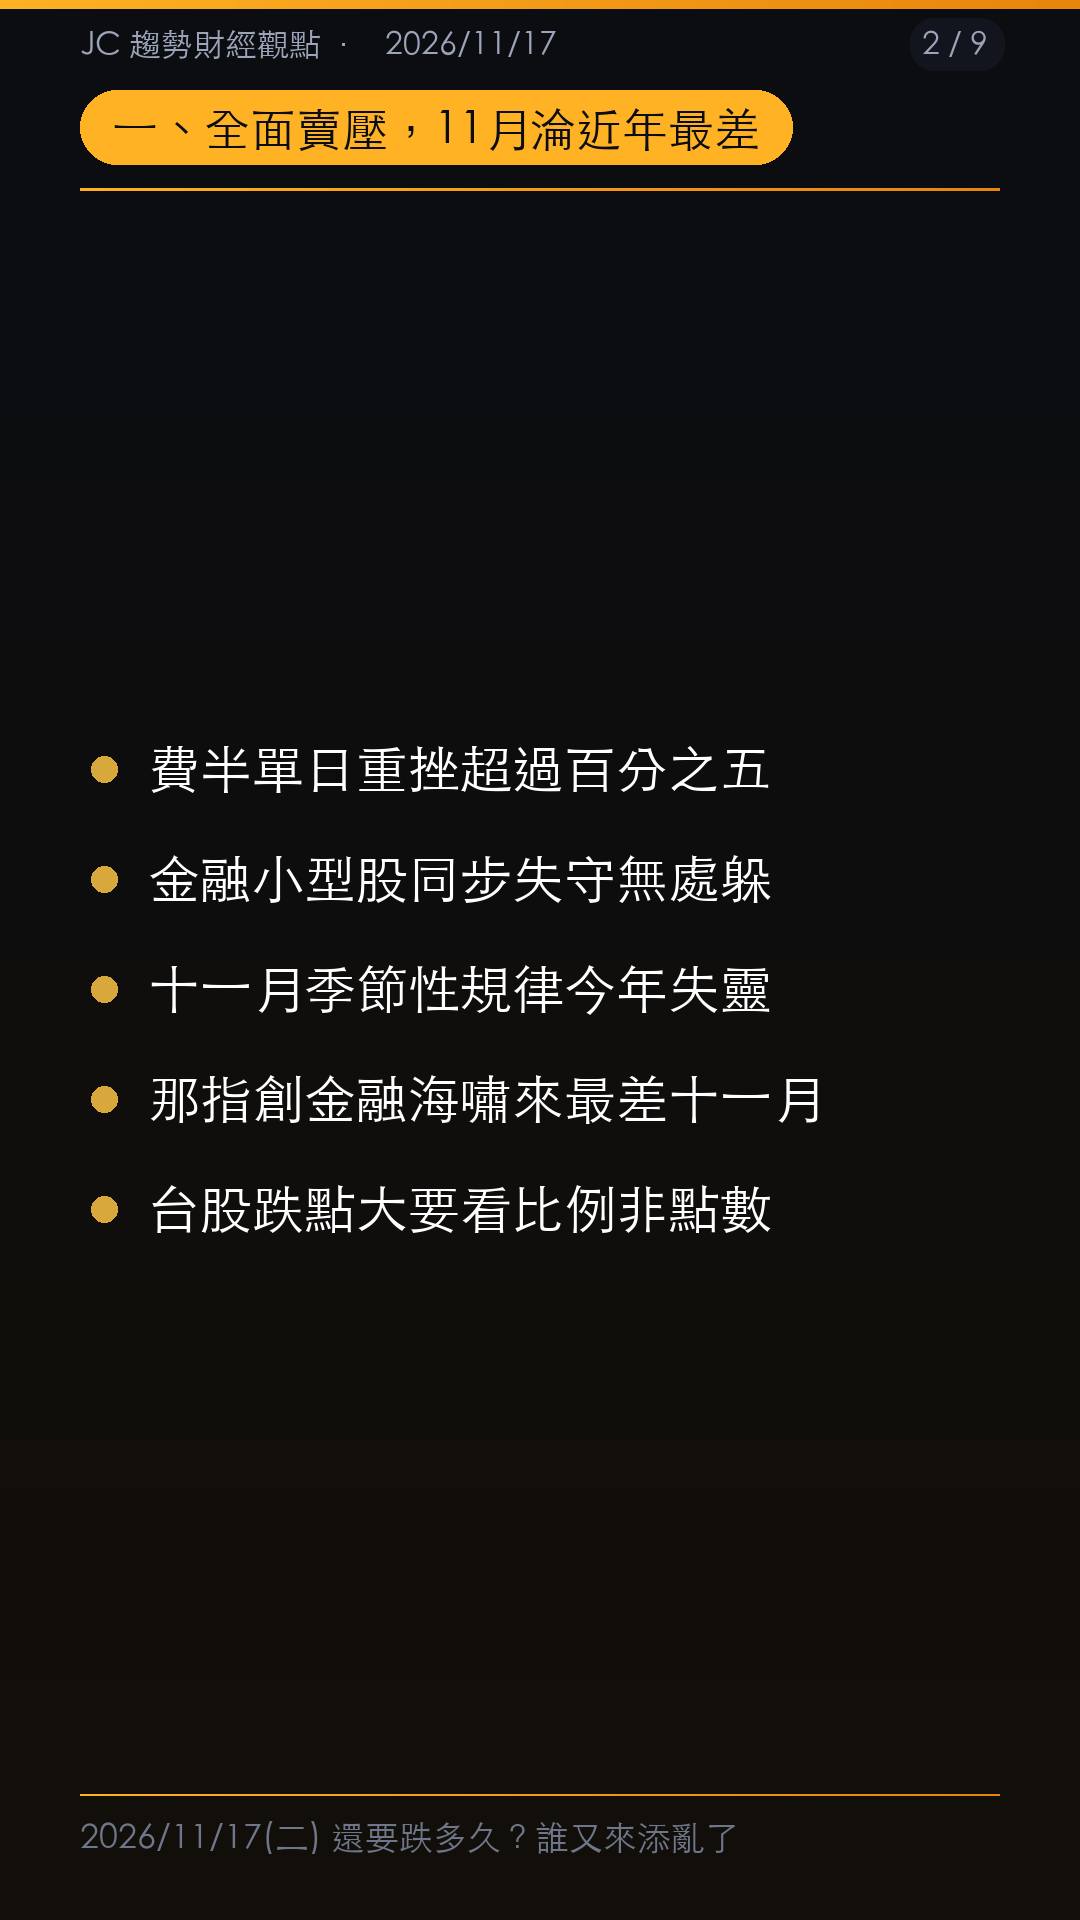 JC 趨勢財經觀點 · 2026/11/17
2 / 9
一、全面賣壓，11月淪近年最差
費半單日重挫超過百分之五
金融小型股同步失守無處躲
十一月季節性規律今年失靈
那指創金融海嘯來最差十一月
台股跌點大要看比例非點數
2026/11/17(二) 還要跌多久？誰又來添亂了